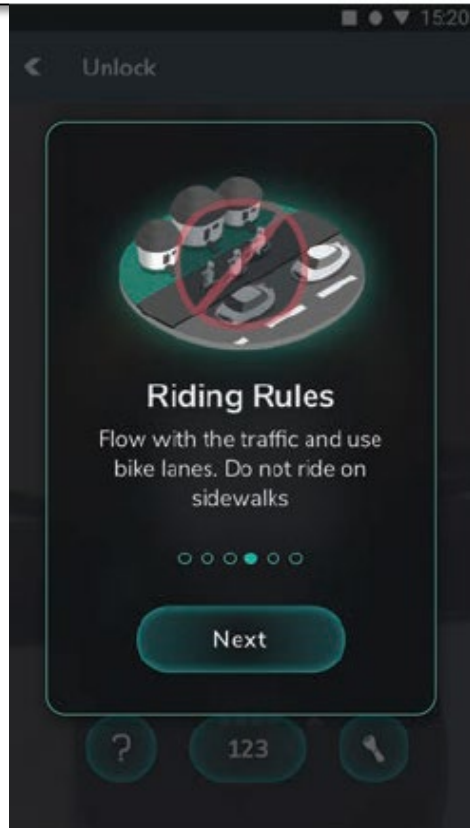 15:20
Unlock
Riding Rules
Flow with the traffic and use
bike lanes. Do not ride on
sidewalks
Next
?
123